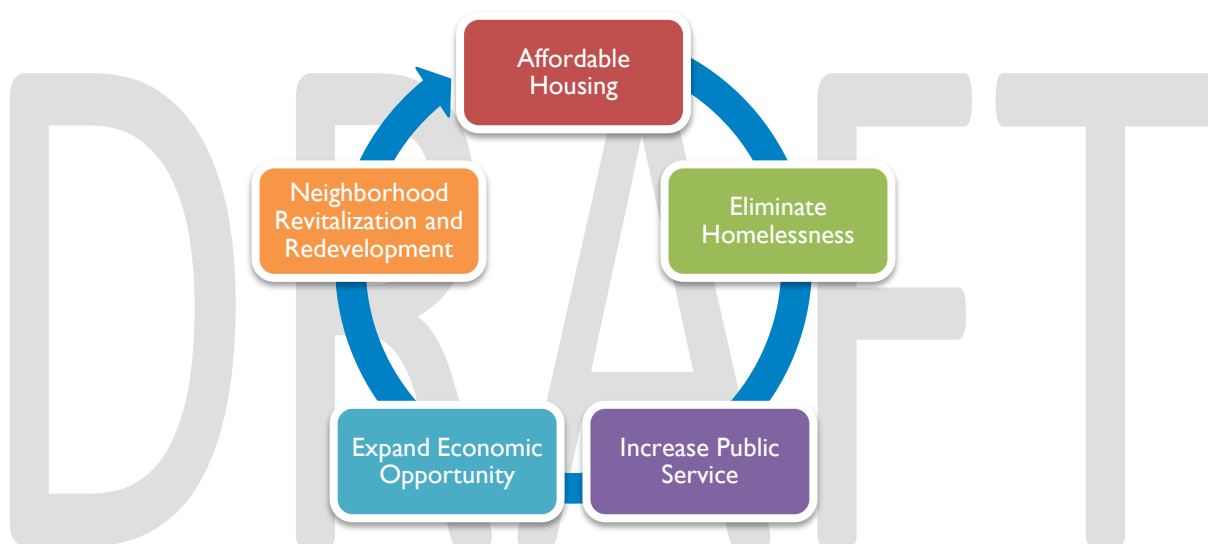 DRAFT
Affordable
Housing
Eliminate
Homelessness
Increase Public
Service
Expand Economic
Opportunity
Neighborhood
Revitalization and
Redevelopment